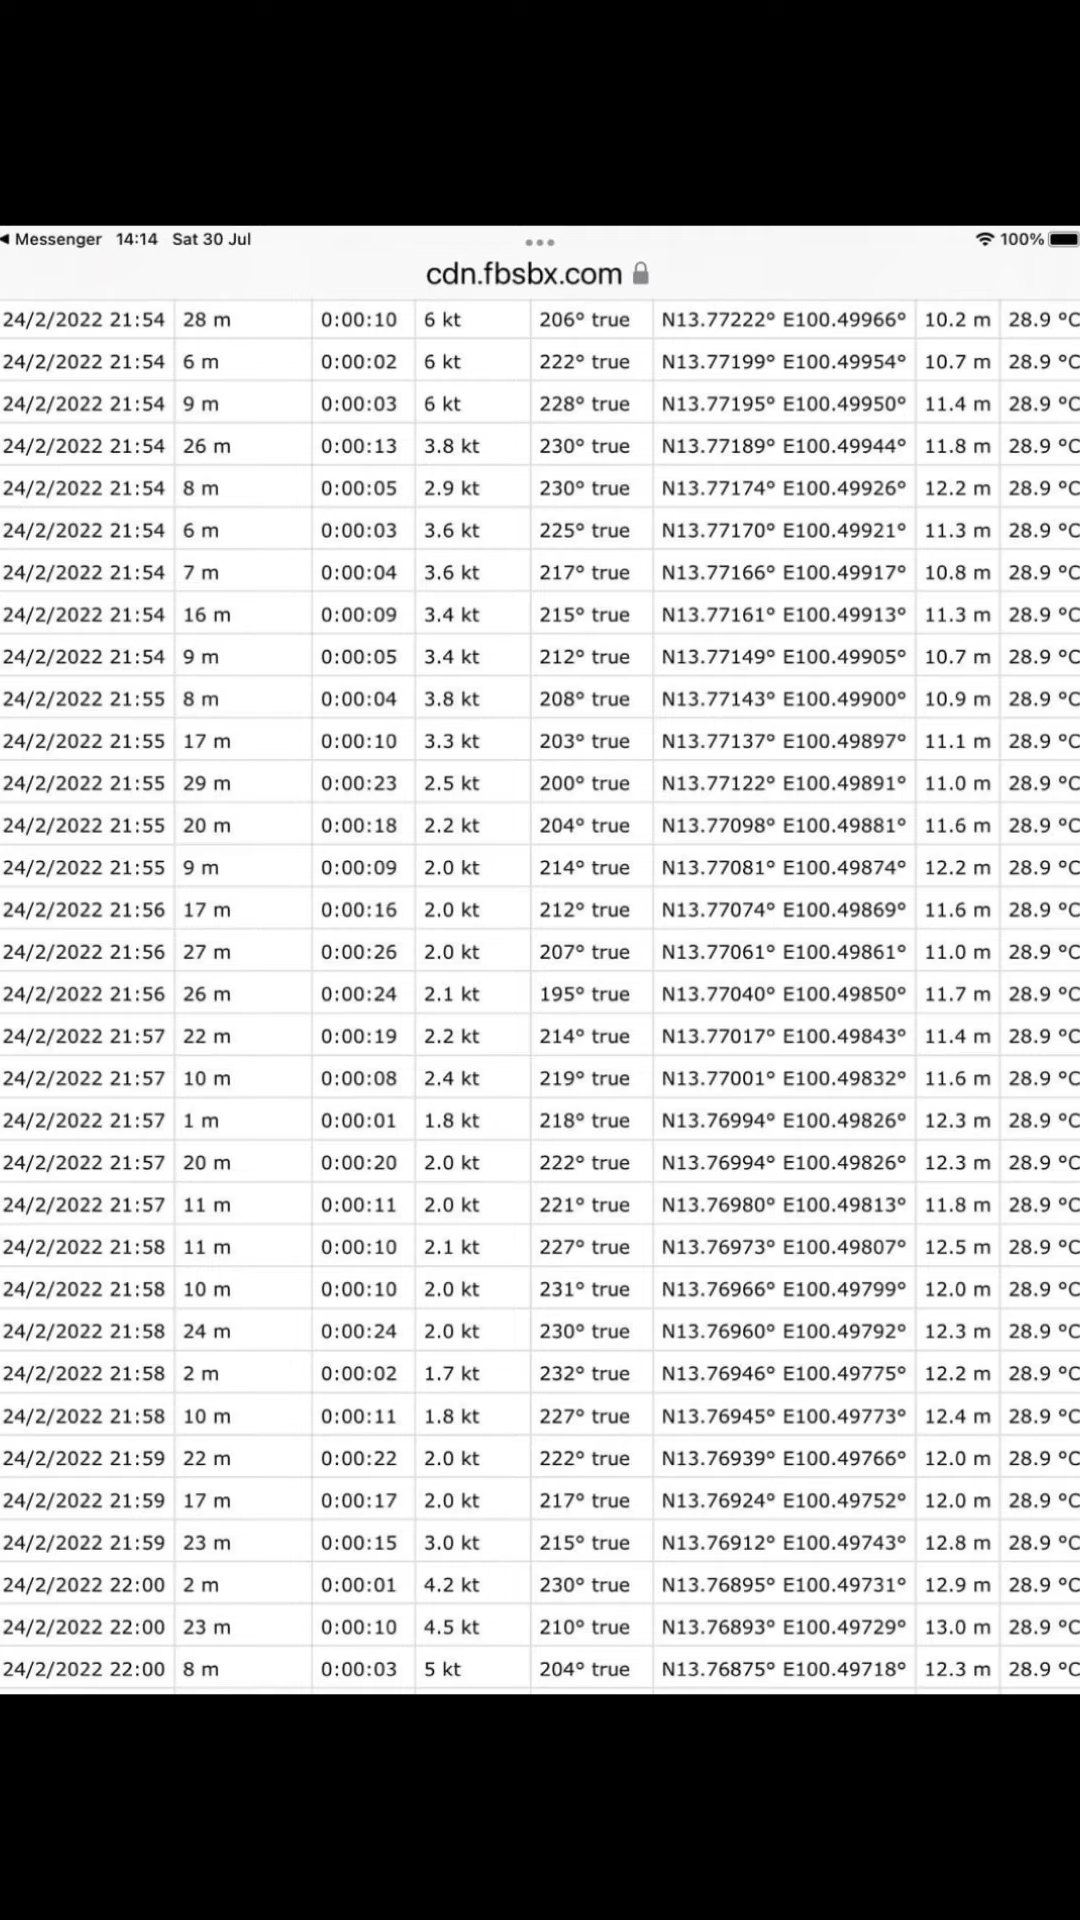 Messenger 14:14 Sat 30 Jul 100%
cdn.fbsbx.com
24/2/2022 21:54 28 m 0:00:10 6 kt 206° true N13.77222° E100.49966° 10.2 m 28.9 °C
24/2/2022 21:54 6 m 0:00:02 6 kt 222° true N13.77199° E100.49954° 10.7 m 28.9 °C
24/2/2022 21:54 9 m 0:00:03 6 kt 228° true N13.77195° E100.49950° 11.4 m 28.9 °C
24/2/2022 21:54 26 m 0:00:13 3.8 kt 230° true N13.77189° E100.49944° 11.8 m 28.9 °C
24/2/2022 21:54 8 m 0:00:05 2.9 kt 230° true N13.77174° E100.49926° 12.2 m 28.9 °C
24/2/2022 21:54 6 m 0:00:03 3.6 kt 225° true N13.77170° E100.49921° 11.3 m 28.9 °C
24/2/2022 21:54 7 m 0:00:04 3.6 kt 217° true N13.77166° E100.49917° 10.8 m 28.9 °C
24/2/2022 21:54 16 m 0:00:09 3.4 kt 215° true N13.77161° E100.49913° 11.3 m 28.9 °C
24/2/2022 21:54 9 m 0:00:05 3.4 kt 212° true N13.77149° E100.49905° 10.7 m 28.9 °C
24/2/2022 21:55 8 m 0:00:04 3.8 kt 208° true N13.77143° E100.49900° 10.9 m 28.9 °C
24/2/2022 21:55 17 m 0:00:10 3.3 kt 203° true N13.77137° E100.49897° 11.1 m 28.9 °C
24/2/2022 21:55 29 m 0:00:23 2.5 kt 200° true N13.77122° E100.49891° 11.0 m 28.9 °C
24/2/2022 21:55 20 m 0:00:18 2.2 kt 204° true N13.77098° E100.49881° 11.6 m 28.9 °C
24/2/2022 21:55 9 m 0:00:09 2.0 kt 214° true N13.77081° E100.49874° 12.2 m 28.9 °C
24/2/2022 21:56 17 m 0:00:16 2.0 kt 212° true N13.77074° E100.49869° 11.6 m 28.9 °C
24/2/2022 21:56 27 m 0:00:26 2.0 kt 207° true N13.77061° E100.49861° 11.0 m 28.9 °C
24/2/2022 21:56 26 m 0:00:24 2.1 kt 195° true N13.77040° E100.49850° 11.7 m 28.9 °C
24/2/2022 21:57 22 m 0:00:19 2.2 kt 214° true N13.77017° E100.49843° 11.4 m 28.9 °C
24/2/2022 21:57 10 m 0:00:08 2.4 kt 219° true N13.77001° E100.49832° 11.6 m 28.9 °C
24/2/2022 21:57 1 m 0:00:01 1.8 kt 218° true N13.76994° E100.49826° 12.3 m 28.9 °C
24/2/2022 21:57 20 m 0:00:20 2.0 kt 222° true N13.76994° E100.49826° 12.3 m 28.9 °C
24/2/2022 21:57 11 m 0:00:11 2.0 kt 221° true N13.76980° E100.49813° 11.8 m 28.9 °C
24/2/2022 21:58 11 m 0:00:10 2.1 kt 227° true N13.76973° E100.49807° 12.5 m 28.9 °C
24/2/2022 21:58 10 m 0:00:10 2.0 kt 231° true N13.76966° E100.49799° 12.0 m 28.9 °C
24/2/2022 21:58 24 m 0:00:24 2.0 kt 230° true N13.76960° E100.49792° 12.3 m 28.9 °C
24/2/2022 21:58 2 m 0:00:02 1.7 kt 232° true N13.76946° E100.49775° 12.2 m 28.9 °C
24/2/2022 21:58 10 m 0:00:11 1.8 kt 227° true N13.76945° E100.49773° 12.4 m 28.9 °C
24/2/2022 21:59 22 m 0:00:22 2.0 kt 222° true N13.76939° E100.49766° 12.0 m 28.9 °C
24/2/2022 21:59 17 m 0:00:17 2.0 kt 217° true N13.76924° E100.49752° 12.0 m 28.9 °C
24/2/2022 21:59 23 m 0:00:15 3.0 kt 215° true N13.76912° E100.49743° 12.8 m 28.9 °C
24/2/2022 22:00 2 m 0:00:01 4.2 kt 230° true N13.76895° E100.49731° 12.9 m 28.9 °C
24/2/2022 22:00 23 m 0:00:10 4.5 kt 210° true N13.76893° E100.49729° 13.0 m 28.9 °C
24/2/2022 22:00 8 m 0:00:03 5 kt 204° true N13.76875° E100.49718° 12.3 m 28.9 °C